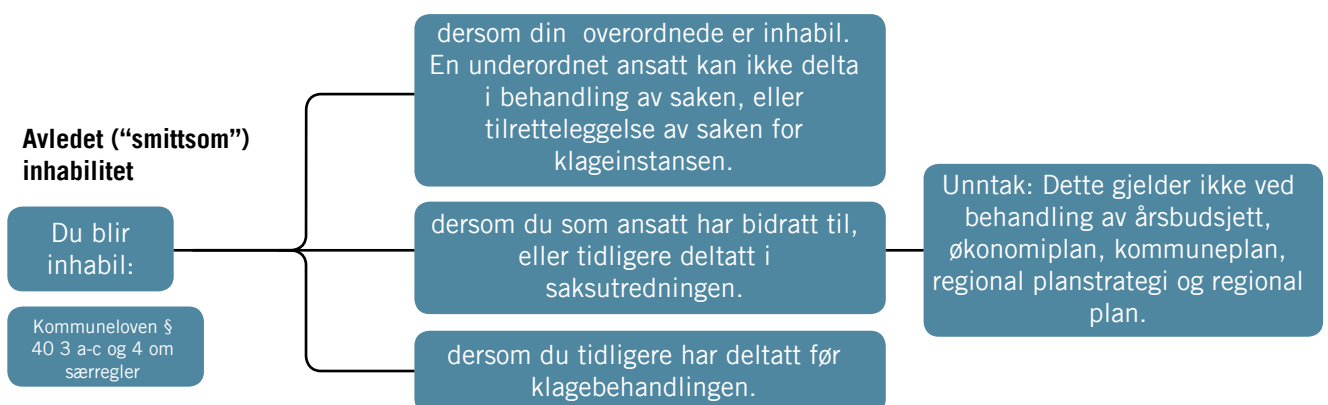 Avledet (“smittsom”)
inhabilitet
Du blir
inhabil:
Kommuneloven §
40 3 a-c og 4 om
særregler
dersom din overordnede er inhabil.
En underordnet ansatt kan ikke delta
i behandling av saken, eller
tilretteleggelse av saken for
klageinstansen.
dersom du som ansatt har bidratt til,
eller tidligere deltatt i
saksutredningen.
dersom du tidligere har deltatt før
klagebehandlingen.
Unntak: Dette gjelder ikke ved
behandling av årsbudsjett,
økonomiplan, kommuneplan,
regional planstrategi og regional
plan.